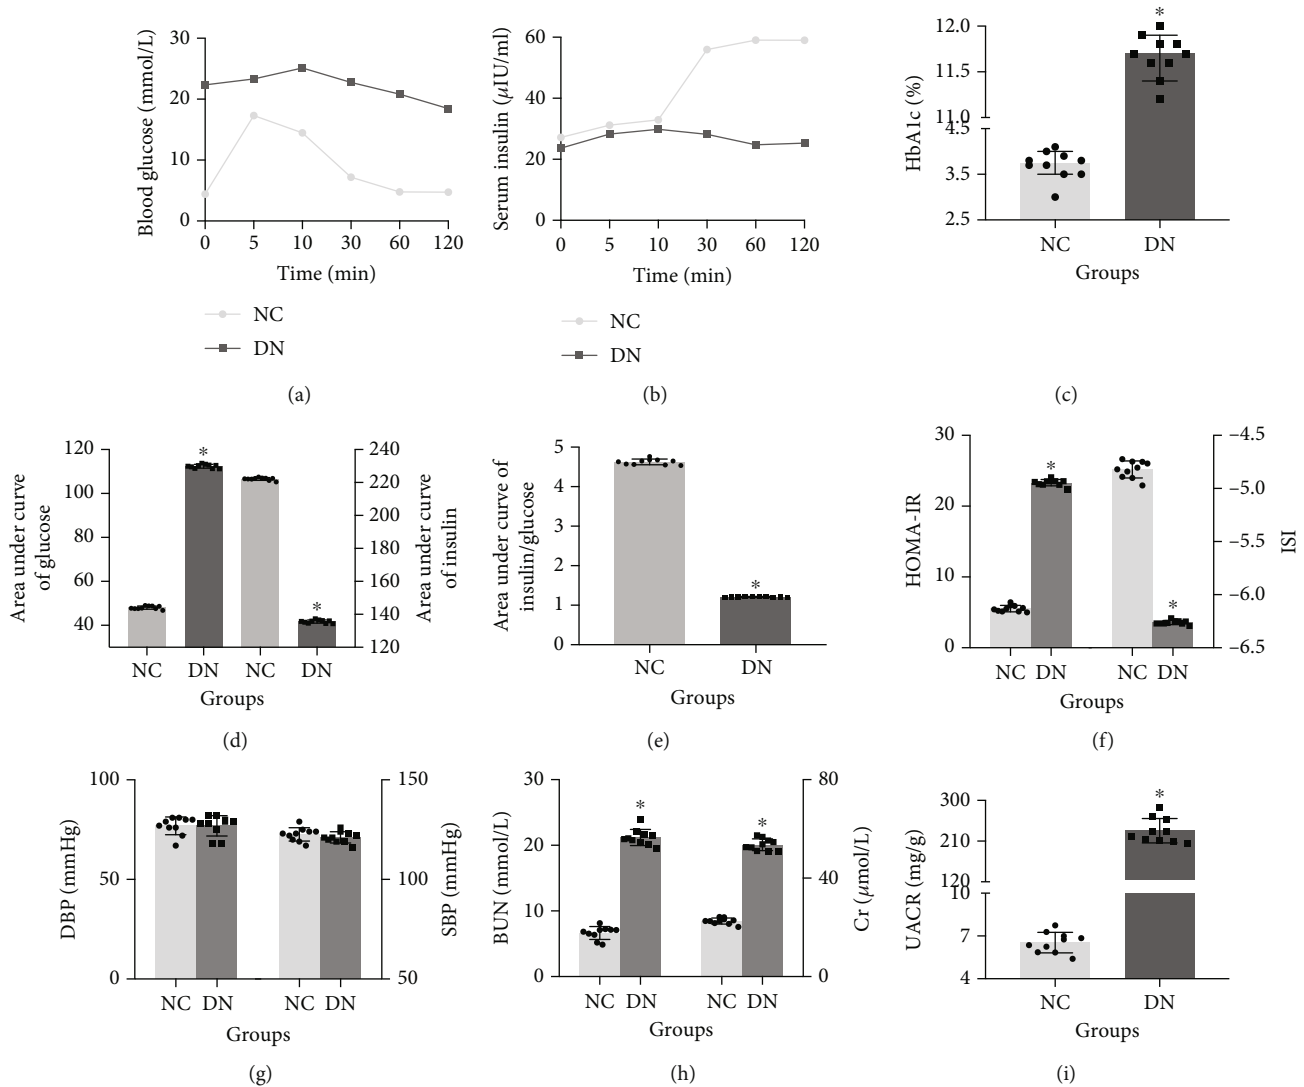 Blood glucose (mmol/L)
30
20
10
0
0 5 10 30 60 120
Time (min)
NC
DN
(a)
Serum insulin (μIU/ml)
60
40
20
0
0 5 10 30 60 120
Time (min)
NC
DN
(b)
HbA1c (%)
12.0
11.5
11.0
4.5
3.5
2.5
*
NC DN
Groups
(c)
Area under curve
of glucose
120
100
80
60
40
* *
NC DN NC DN
Groups
240
220
200
180
160
140
120
Area under curve
of insulin
(d)
Area under curve of
insulin/glucose
5
4
3
2
1
0
*
NC DN
Groups
(e)
HOMA-IR
30
20
10
0
* *
NC DN NC DN
Groups
−4.5
−5.0
−5.5
−6.0
−6.5
ISI
(f)
DBP (mmHg)
100
50
0
NC DN NC DN
Groups
150
100
50
SBP (mmHg)
(g)
BUN (mmol/L)
30
20
10
0
* *
NC DN NC DN
Groups
80
40
0
Cr (μmol/L)
(h)
UACR (mg/g)
300
210
120
10
7
4
*
NC DN
Groups
(i)